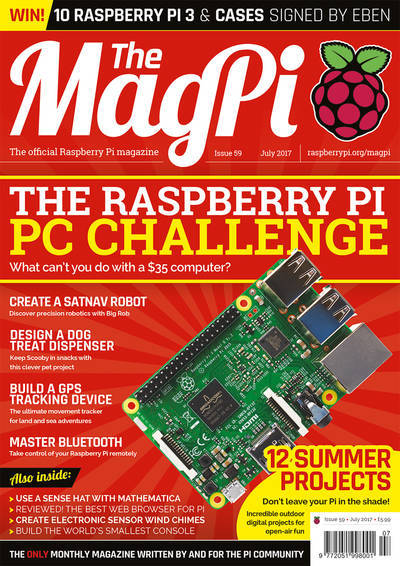 WIN! 10 RASPBERRY PI 3 & CASES SIGNED BY EBEN
The
MagPi
The official Raspberry Pi magazine
Issue 59
July 2017
raspberrypi.org/magpi
THE RASPBERRY PI
PC CHALLENGE
What can't you do with a $35 computer?
CREATE A SATNAV ROBOT
Discover precision robotics with Big Rob
DESIGN A DOG
TREAT DISPENSER
Keep Scooby in snacks with
this clever pet project
BUILD A GPS
TRACKING DEVICE
The ultimate movement tracker
for land and sea adventures
MASTER BLUETOOTH
Take control of your Raspberry Pi remotely
HDMI
12 SUMMER
PROJECTS
Don't leave your Pi in the shade!
Incredible outdoor
digital projects for
open-air fun
Also inside:
> USE A SENSE HAT WITH MATHEMATICA
> REVIEWED! THE BEST WEB BROWSER FOR PI
> CREATE ELECTRONIC SENSOR WIND CHIMES
> BUILD THE WORLD'S SMALLEST CONSOLE
THE ONLY MONTHLY MAGAZINE WRITTEN BY AND FOR THE PI COMMUNITY
Issue 59 • July 2017 • £5.99
07
9 772051 998001